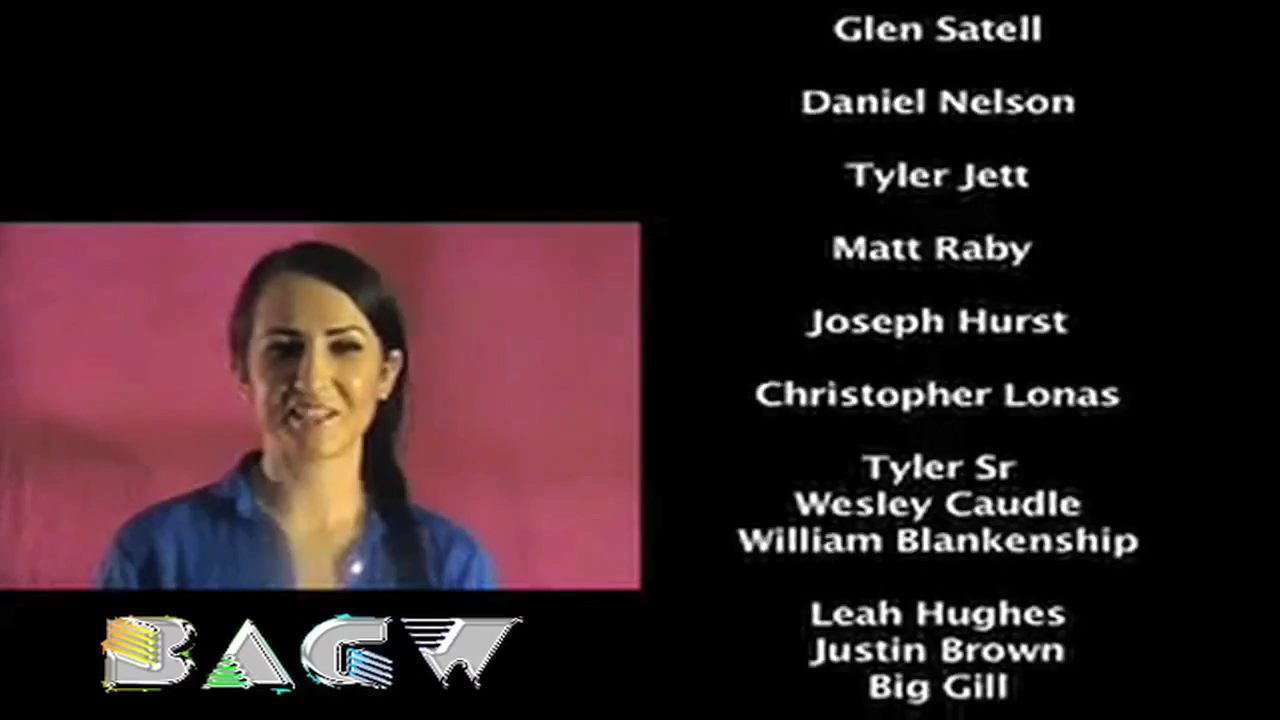 Glen Satell
Daniel Nelson
Tyler Jett
Matt Raby
Joseph Hurst
Christopher Lonas
Tyler Sr
Wesley Caudle
William Blankenship
Leah Hughes
Justin Brown
Big Gill
BAGW